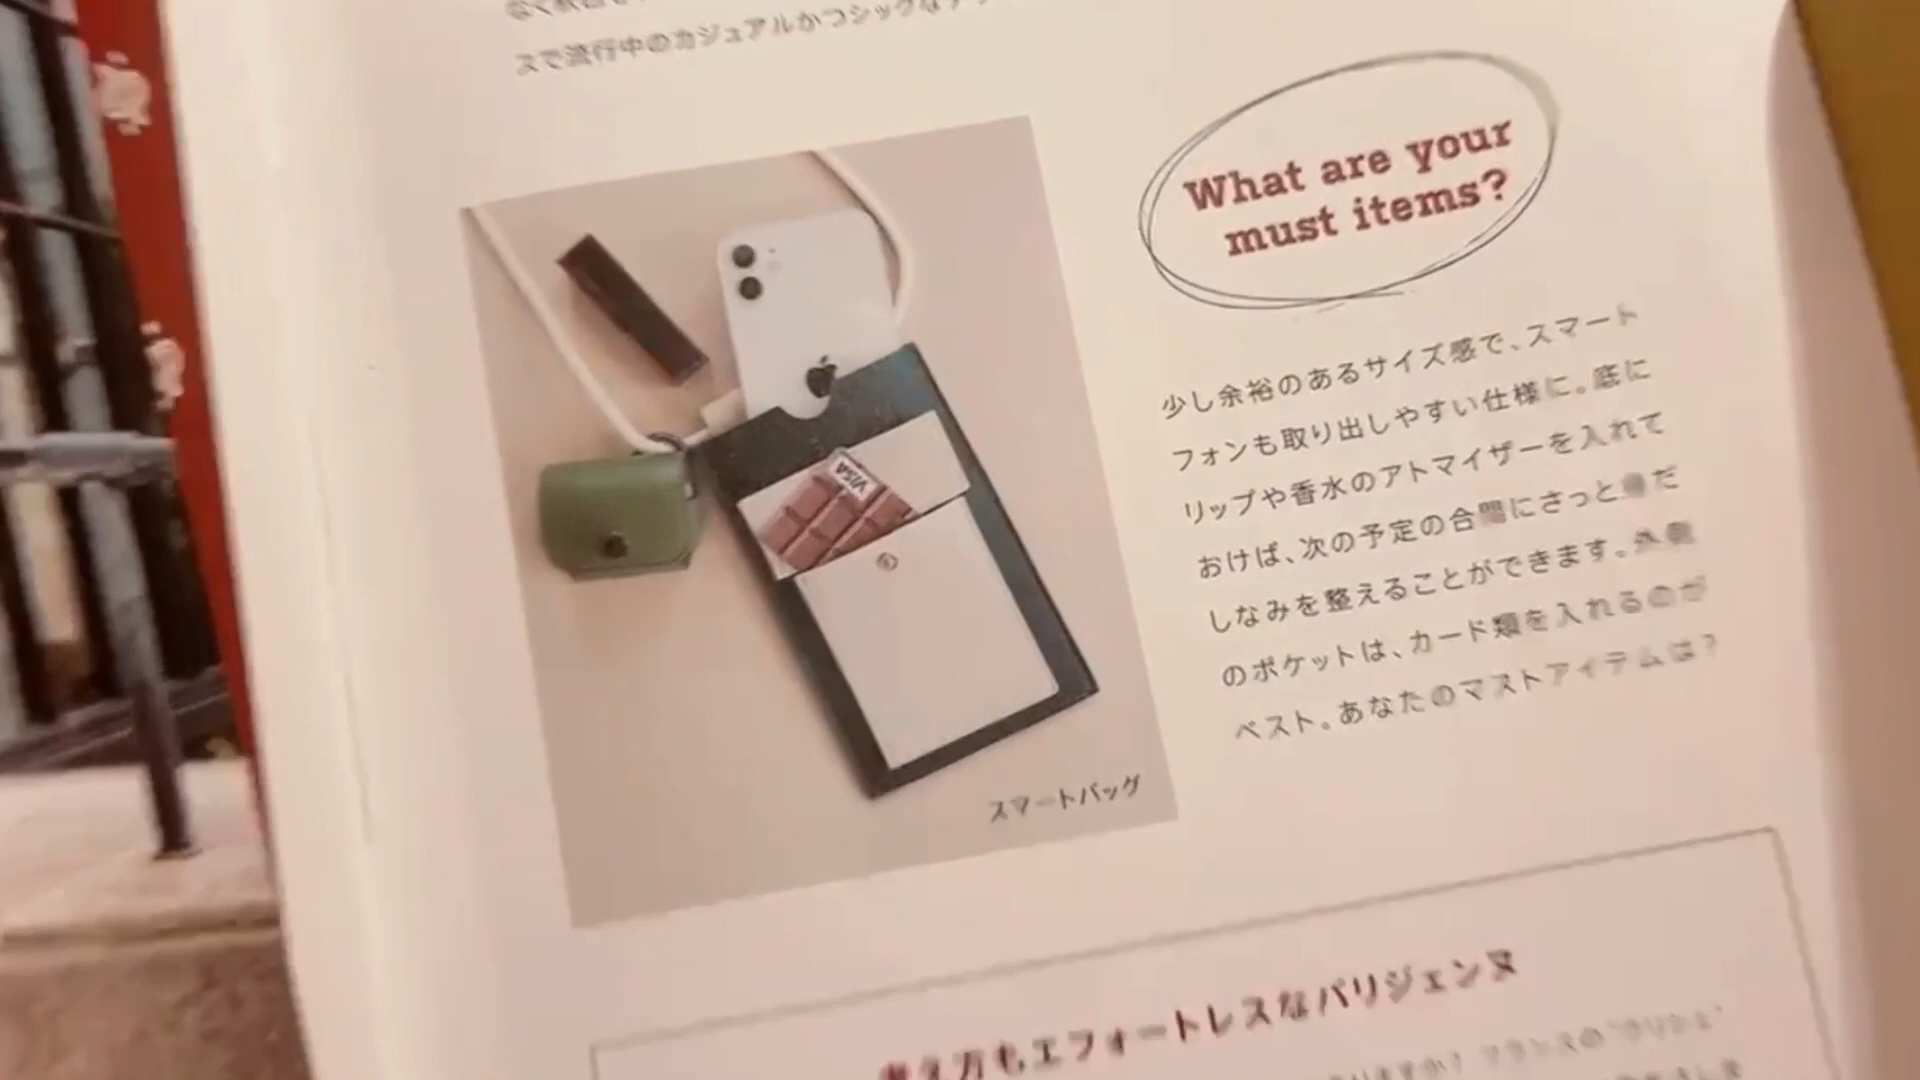 スで流行中のカジュアルかつシックな
What are your
must items?
少し余裕のあるサイズ感で、スマート
フォンも取り出しやすい仕様に。底に
リップや香水のアトマイザーを入れて
おけば、次の予定の合間にさっと身だ
しなみを整えることができます。外側
のポケットは、カード類を入れるのが
ベスト。あなたのマストアイテムは?
VISA
スマートバッグ
考え方もエフォートレスなパリジェンヌ